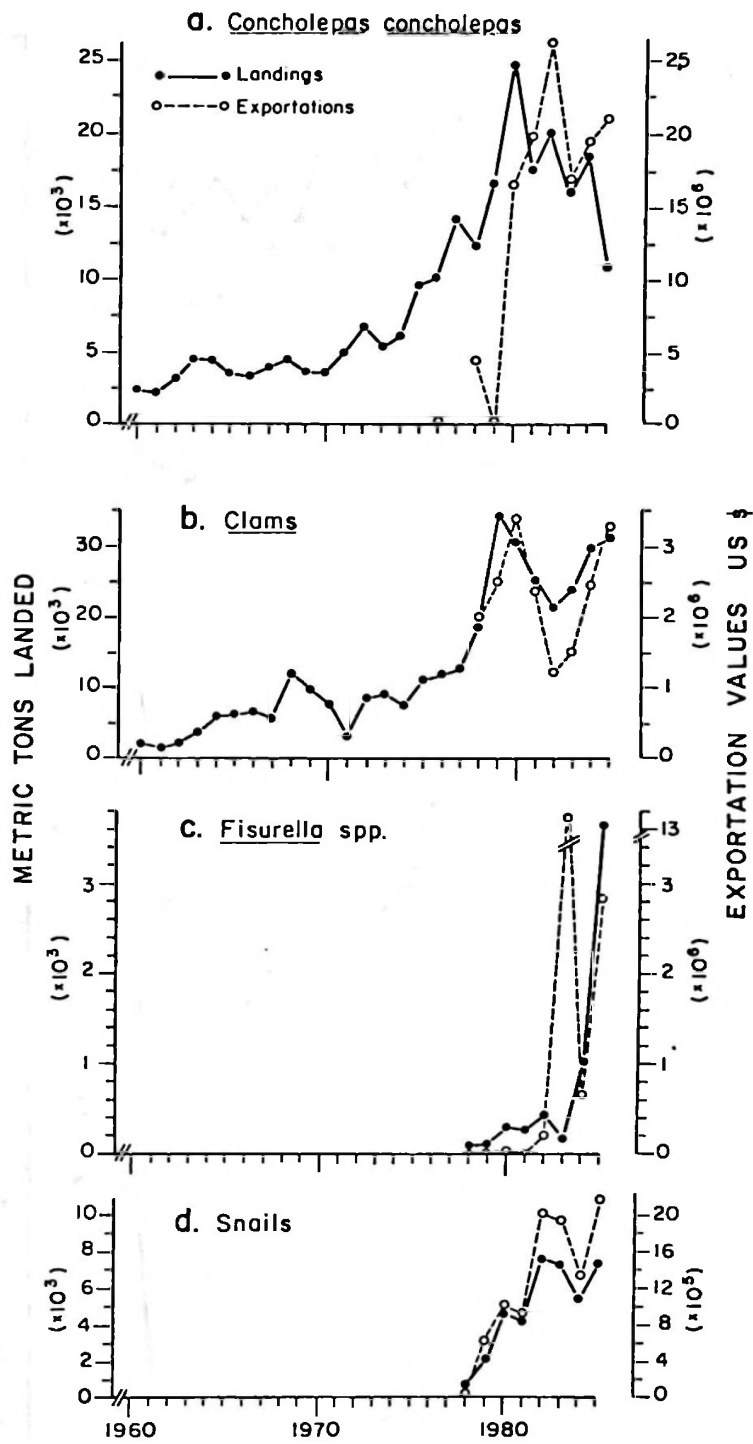 a. Concholepas concholepas
Landings
Exportations
25
20
15
10
5
0
(x10³)
25
20
15
10
5
0
(x10⁶)
b. Clams
30
20
10
0
(x10³)
3
2
1
0
(x10⁶)
METRIC TONS LANDED
EXPORTATION VALUES US $
c. Fisurella spp.
3
2
1
0
(x10³)
13
3
2
1
0
(x10⁶)
d. Snails
10
8
6
4
2
0
(x10³)
20
16
12
8
4
0
(x10⁵)
1960
1970
1980